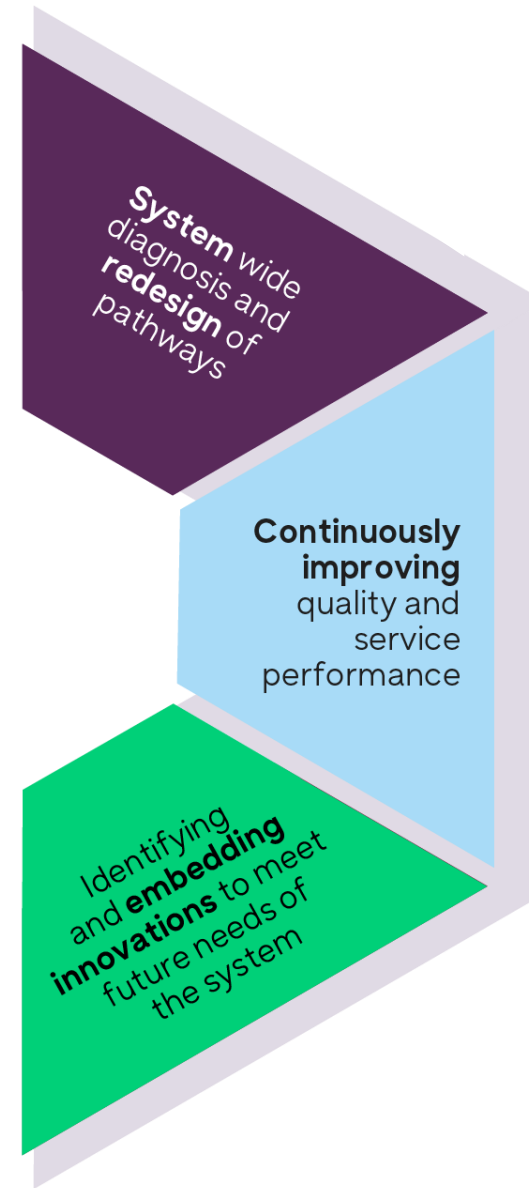 System wide
diagnosis and
redesign of
pathways
Continuously
improving
quality and
service
performance
Identifying
and embedding
innovations to meet
future needs of
the system